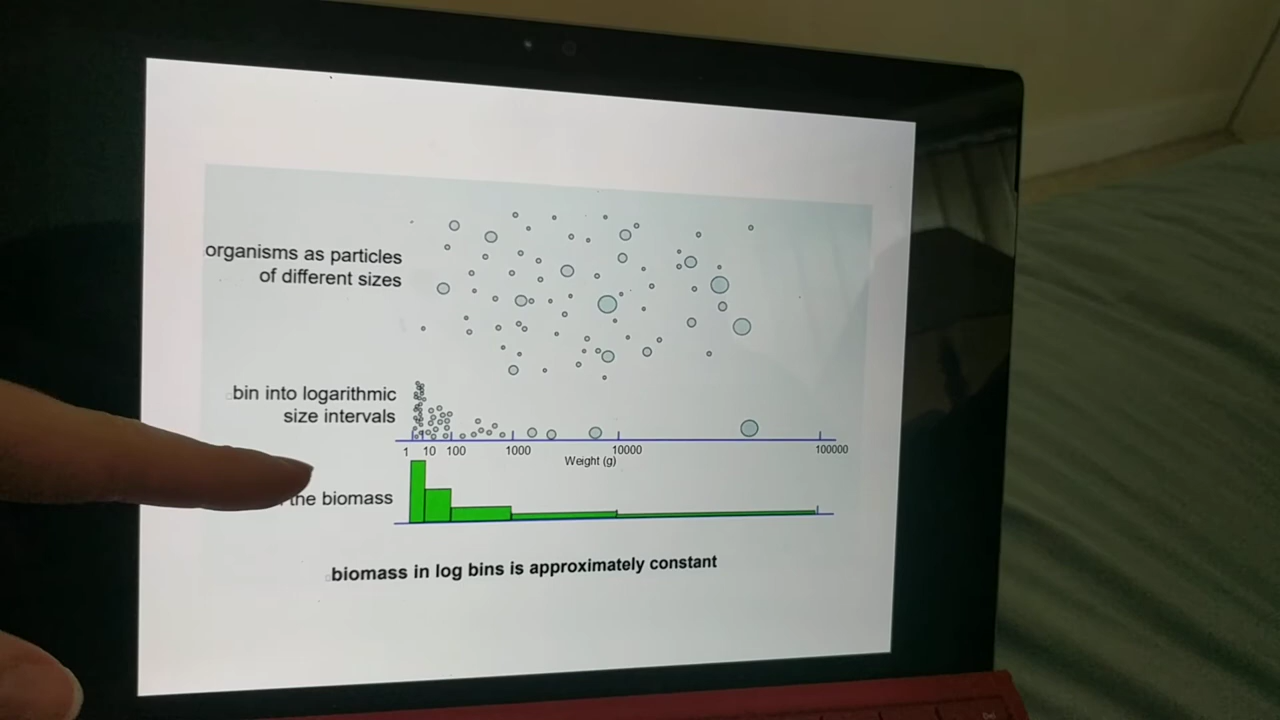 organisms as particles
of different sizes
bin into logarithmic
size intervals
1 10 100 1000 10000 100000
Weight (g)
the biomass
biomass in log bins is approximately constant